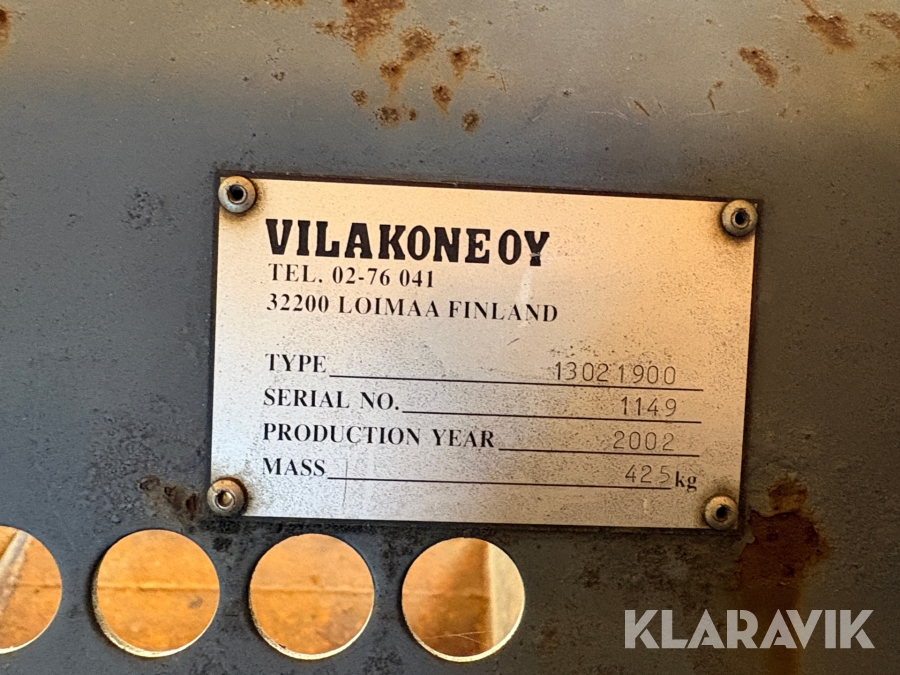 VILAKONE OY
TEL. 02-76 041
32200 LOIMAA FINLAND
TYPE 13021900
SERIAL NO. 1149
PRODUCTION YEAR 2002
MASS 425 kg
KLARAVIK